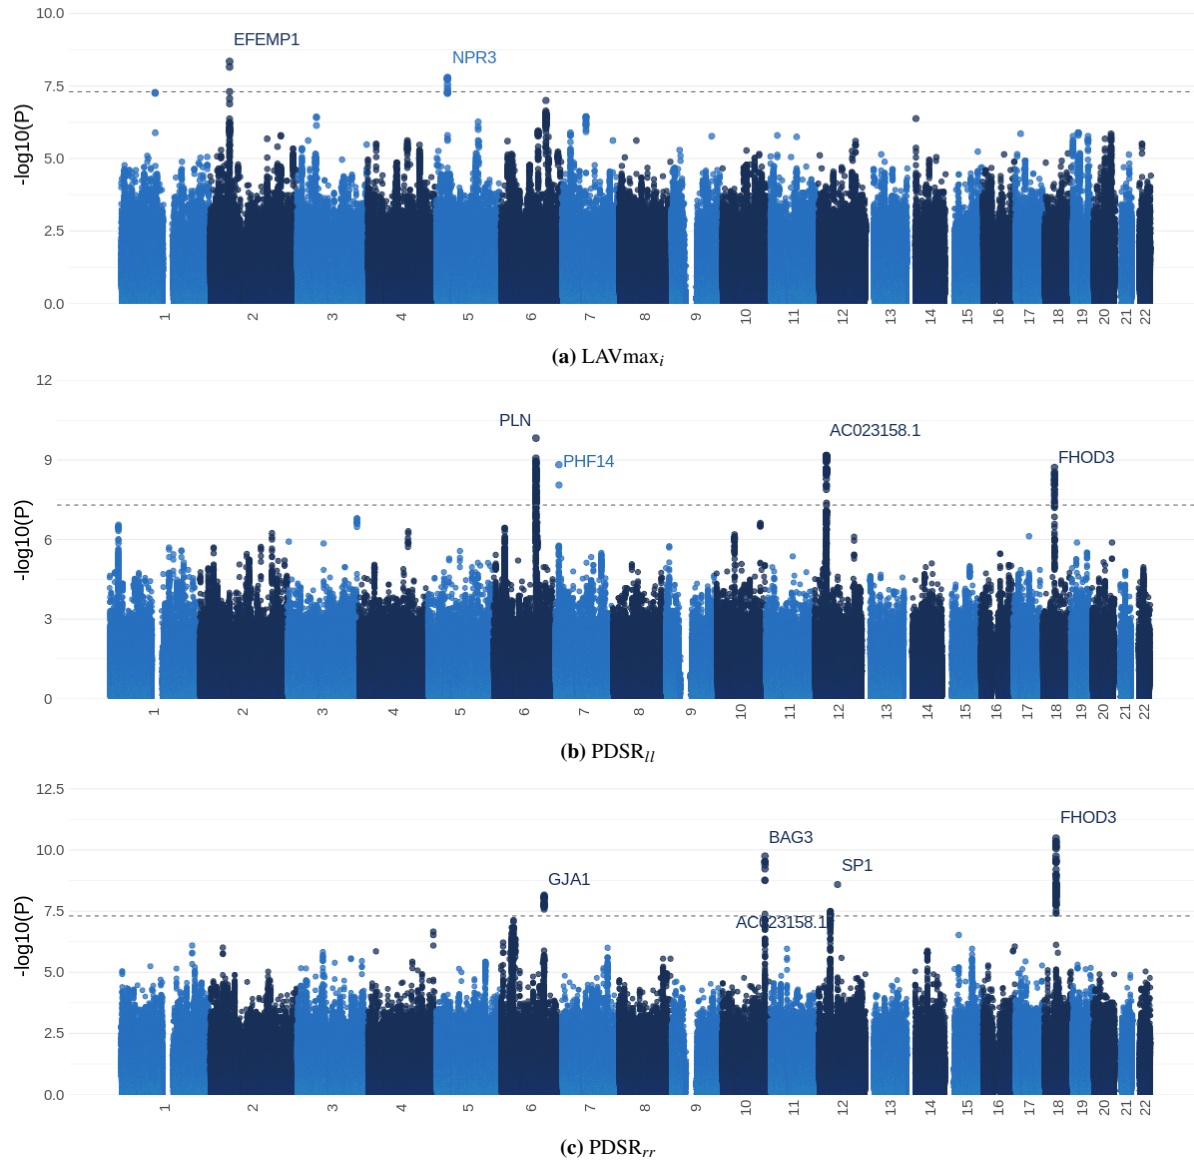 10.0
EFEMP1
NPR3
7.5
5.0
2.5
0.0
-log10(P)
1 2 3 4 5 6 7 8 9 10 11 12 13 14 15 16 17 18 19 20 21 22
(a) LAVmax_i
12
PLN
AC023158.1
9
PHF14
FHOD3
6
3
0
-log10(P)
1 2 3 4 5 6 7 8 9 10 11 12 13 14 15 16 17 18 19 20 21 22
(b) PDSR_ll
12.5
FHOD3
10.0
BAG3
SP1
GJA1
7.5
AC023158.1
5.0
2.5
0.0
-log10(P)
1 2 3 4 5 6 7 8 9 10 11 12 13 14 15 16 17 18 19 20 21 22
(c) PDSR_rr